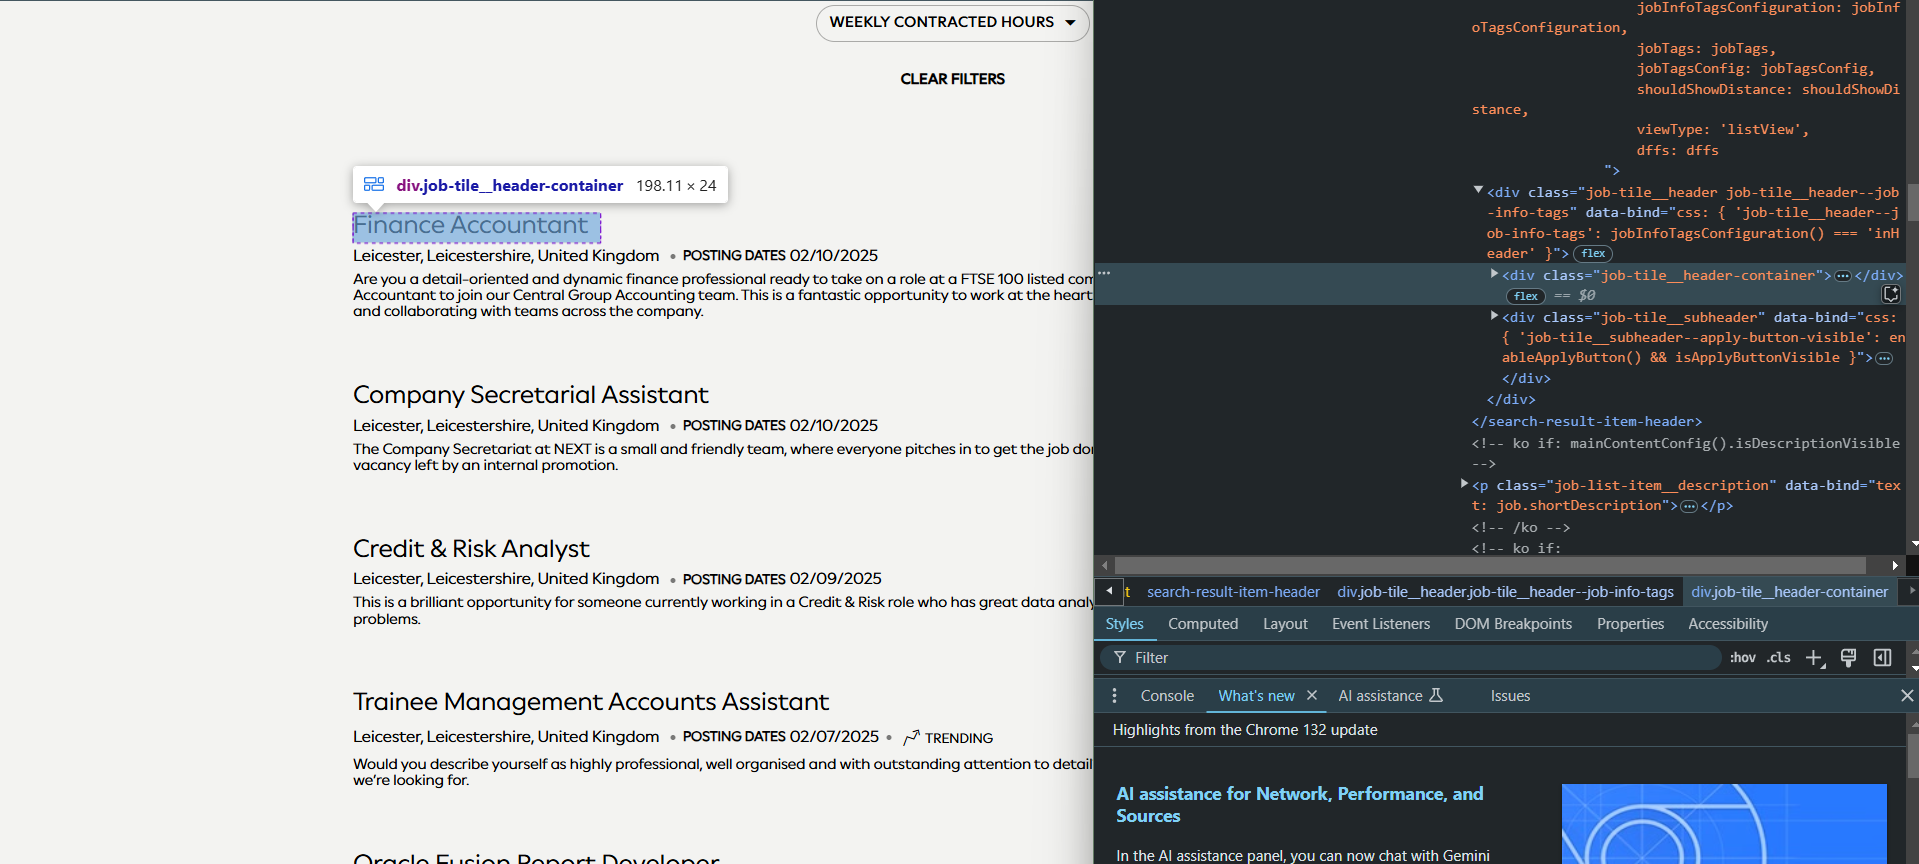 WEEKLY CONTRACTED HOURS
CLEAR FILTERS
div.job-tile__header-container 198.11 × 24
Finance Accountant
Leicester, Leicestershire, United Kingdom • POSTING DATES 02/10/2025
Are you a detail-oriented and dynamic finance professional ready to take on a role at a FTSE 100 listed com
Accountant to join our Central Group Accounting team. This is a fantastic opportunity to work at the heart
and collaborating with teams across the company.
Company Secretarial Assistant
Leicester, Leicestershire, United Kingdom • POSTING DATES 02/10/2025
The Company Secretariat at NEXT is a small and friendly team, where everyone pitches in to get the job do
vacancy left by an internal promotion.
Credit & Risk Analyst
Leicester, Leicestershire, United Kingdom • POSTING DATES 02/09/2025
This is a brilliant opportunity for someone currently working in a Credit & Risk role who has great data analy
problems.
Trainee Management Accounts Assistant
Leicester, Leicestershire, United Kingdom • POSTING DATES 02/07/2025 • TRENDING
Would you describe yourself as highly professional, well organised and with outstanding attention to detail
we're looking for.
Oracle Fusion Report Developer
jobInfoTagsConfiguration: jobInf
oTagsConfiguration,
jobTags: jobTags,
jobTagsConfig: jobTagsConfig,
shouldShowDistance: shouldShowDi
stance,
viewType: 'listView',
dffs: dffs
">
<div class="job-tile__header job-tile__header--job
-info-tags" data-bind="css: { 'job-tile__header--j
ob-info-tags': jobInfoTagsConfiguration() === 'inH
eader' }"> flex
<div class="job-tile__header-container"> … </div>
flex == $0
<div class="job-tile__subheader" data-bind="css:
{ 'job-tile__subheader--apply-button-visible': en
ableApplyButton() && isApplyButtonVisible }"> …
</div>
</div>
</search-result-item-header>
<!-- ko if: mainContentConfig().isDescriptionVisible
-->
<p class="job-list-item__description" data-bind="tex
t: job.shortDescription"> … </p>
<!-- /ko -->
<!-- ko if:
t search-result-item-header div.job-tile__header.job-tile__header--job-info-tags div.job-tile__header-container
Styles Computed Layout Event Listeners DOM Breakpoints Properties Accessibility
Filter :hov .cls
Console What's new AI assistance Issues
Highlights from the Chrome 132 update
AI assistance for Network, Performance, and
Sources
In the AI assistance panel, you can now chat with Gemini